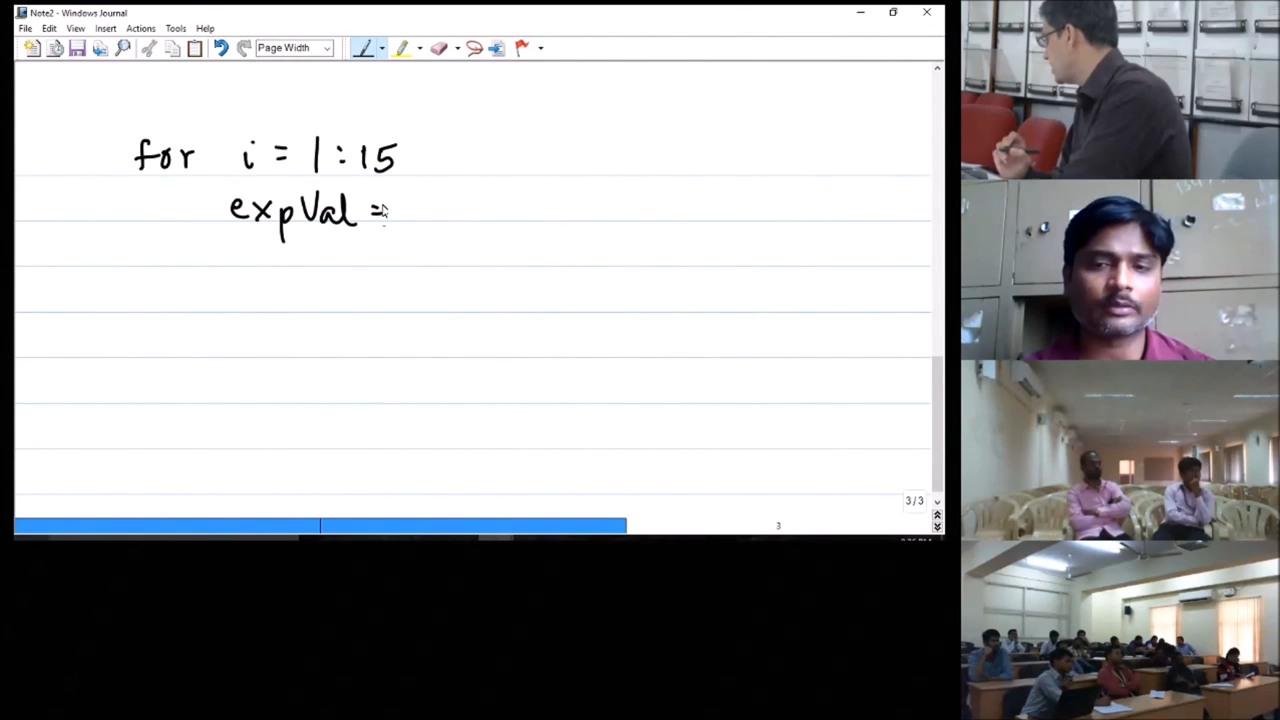 Note2 - Windows Journal
File Edit View Insert Actions Tools Help
Page Width
for i = 1 : 15
expVal =
3/3
3